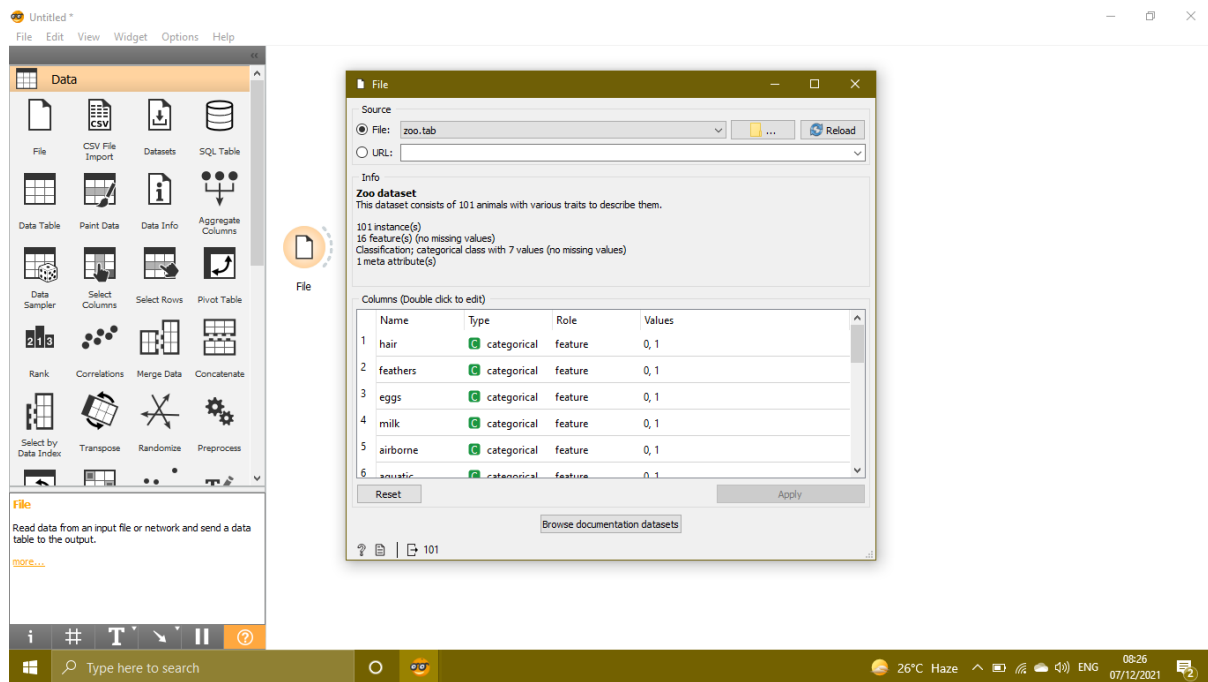 Untitled *
File Edit View Widget Options Help
Data
File
CSV File Import
Datasets
SQL Table
Data Table
Paint Data
Data Info
Aggregate Columns
Data Sampler
Select Columns
Select Rows
Pivot Table
Rank
Correlations
Merge Data
Concatenate
Select by Data Index
Transpose
Randomize
Preprocess
File
Read data from an input file or network and send a data
table to the output.
more...
File
File
Source
File: zoo.tab ... Reload
URL:
Info
Zoo dataset
This dataset consists of 101 animals with various traits to describe them.
101 instance(s)
16 feature(s) (no missing values)
Classification; categorical class with 7 values (no missing values)
1 meta attribute(s)
Columns (Double click to edit)
Name Type Role Values
1 hair C categorical feature 0, 1
2 feathers C categorical feature 0, 1
3 eggs C categorical feature 0, 1
4 milk C categorical feature 0, 1
5 airborne C categorical feature 0, 1
6 aquatic C categorical feature 0, 1
Reset Apply
Browse documentation datasets
? 101
Type here to search
26°C Haze ENG 08:26
07/12/2021
2